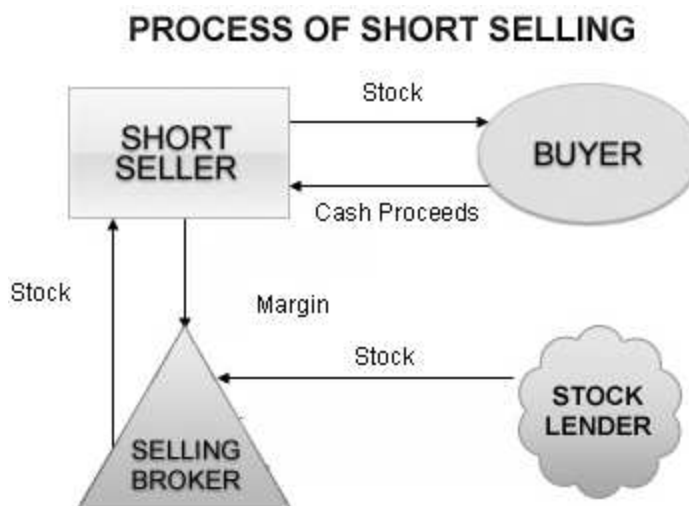 PROCESS OF SHORT SELLING
Stock
SHORT
SELLER
BUYER
Cash Proceeds
Stock
Margin
Stock
STOCK
LENDER
SELLING
BROKER